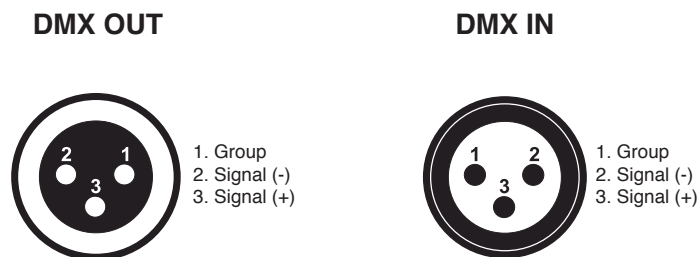 DMX OUT
DMX IN
2 1
3
1. Group
2. Signal (-)
3. Signal (+)
1 2
3
1. Group
2. Signal (-)
3. Signal (+)